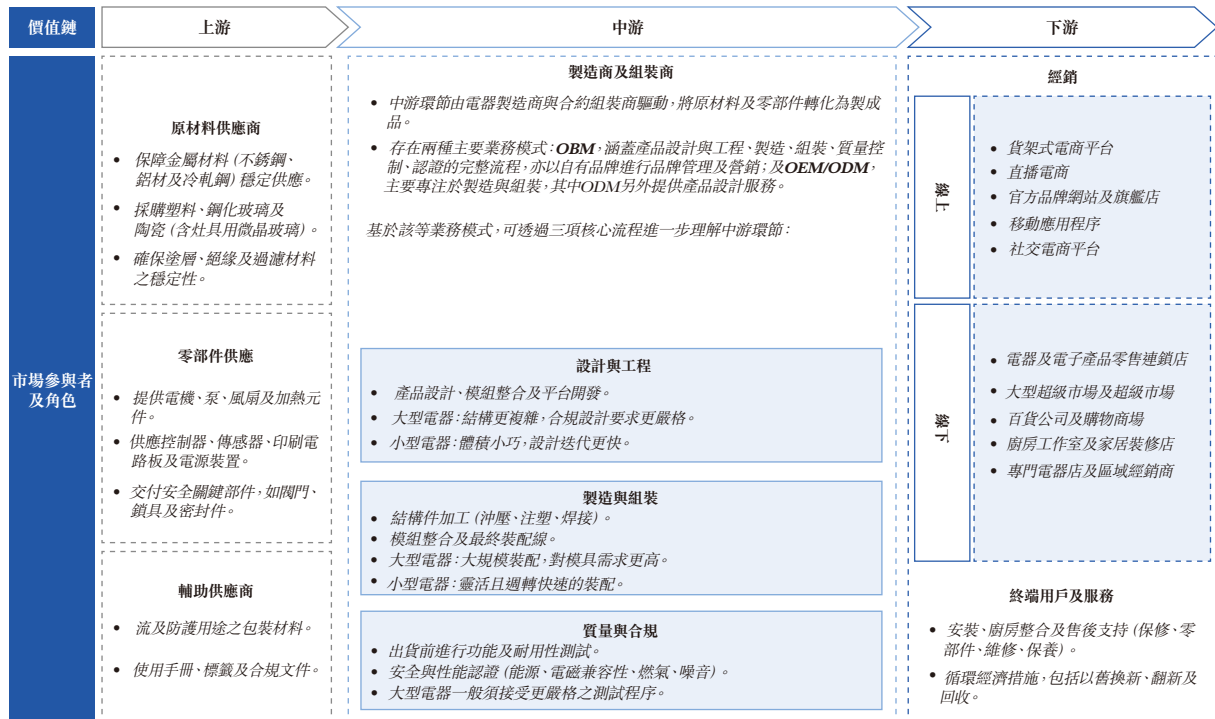 價值鏈
上游
中游
下游
市場參與者
及角色
原材料供應商
• 保障金屬材料 (不銹鋼、
鋁材及冷軋鋼) 穩定供應。
• 採購塑料、鋼化玻璃及
陶瓷 (含灶具用微晶玻璃)。
• 確保塗層、絕緣及過濾材料
之穩定性。
零部件供應
• 提供電機、泵、風扇及加熱元
件。
• 供應控制器、傳感器、印刷電
路板及電源裝置。
• 交付安全關鍵部件，如閥門、
鎖具及密封件。
輔助供應商
• 流及防護用途之包裝材料。
• 使用手冊、標籤及合規文件。
製造商及組裝商
• 中游環節由電器製造商與合約組裝商驅動，將原材料及零部件轉化為製成
品。
• 存在兩種主要業務模式：OBM，涵蓋產品設計與工程、製造、組裝、質量控
制、認證的完整流程，亦以自有品牌進行品牌管理及營銷；及OEM/ODM，
主要專注於製造與組裝，其中ODM另外提供產品設計服務。
基於該等業務模式，可透過三項核心流程進一步理解中游環節：
設計與工程
• 產品設計、模組整合及平台開發。
• 大型電器：結構更複雜，合規設計要求更嚴格。
• 小型電器：體積小巧，設計迭代更快。
製造與組裝
• 結構件加工 (沖壓、注塑、焊接)。
• 模組整合及最終裝配線。
• 大型電器：大規模裝配，對模具需求更高。
• 小型電器：靈活且週轉快速的裝配。
質量與合規
• 出貨前進行功能及耐用性測試。
• 安全與性能認證 (能源、電磁兼容性、燃氣、噪音)。
• 大型電器一般須接受更嚴格之測試程序。
經銷
線上
• 貨架式電商平台
• 直播電商
• 官方品牌網站及旗艦店
• 移動應用程序
• 社交電商平台
線下
• 電器及電子產品零售連鎖店
• 大型超級市場及超級市場
• 百貨公司及購物商場
• 廚房工作室及家居裝修店
• 專門電器店及區域經銷商
終端用戶及服務
• 安裝、廚房整合及售後支持 (保修、零
部件、維修、保養)。
• 循環經濟措施，包括以舊換新、翻新及
回收。